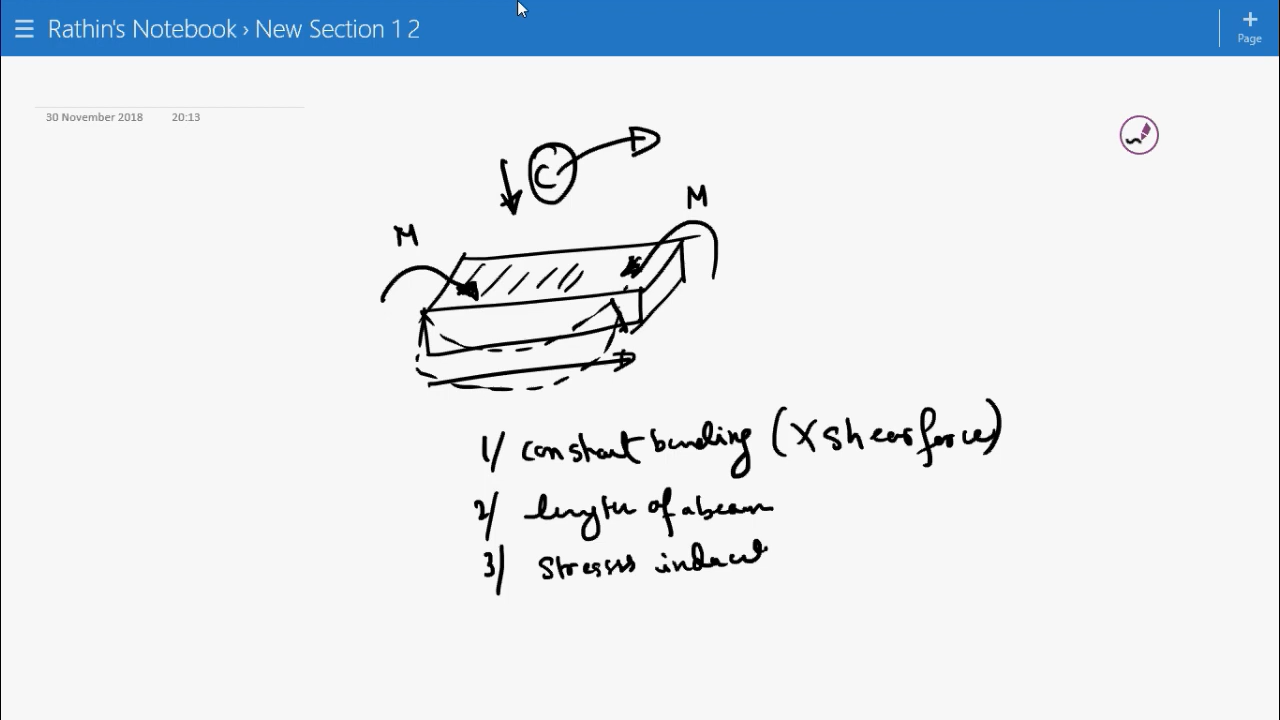 Rathin's Notebook › New Section 1 2
Page
30 November 2018 20:13
C
M
M
1/ constant bending (X shear force)
2/ length of a beam
3) stresses induced